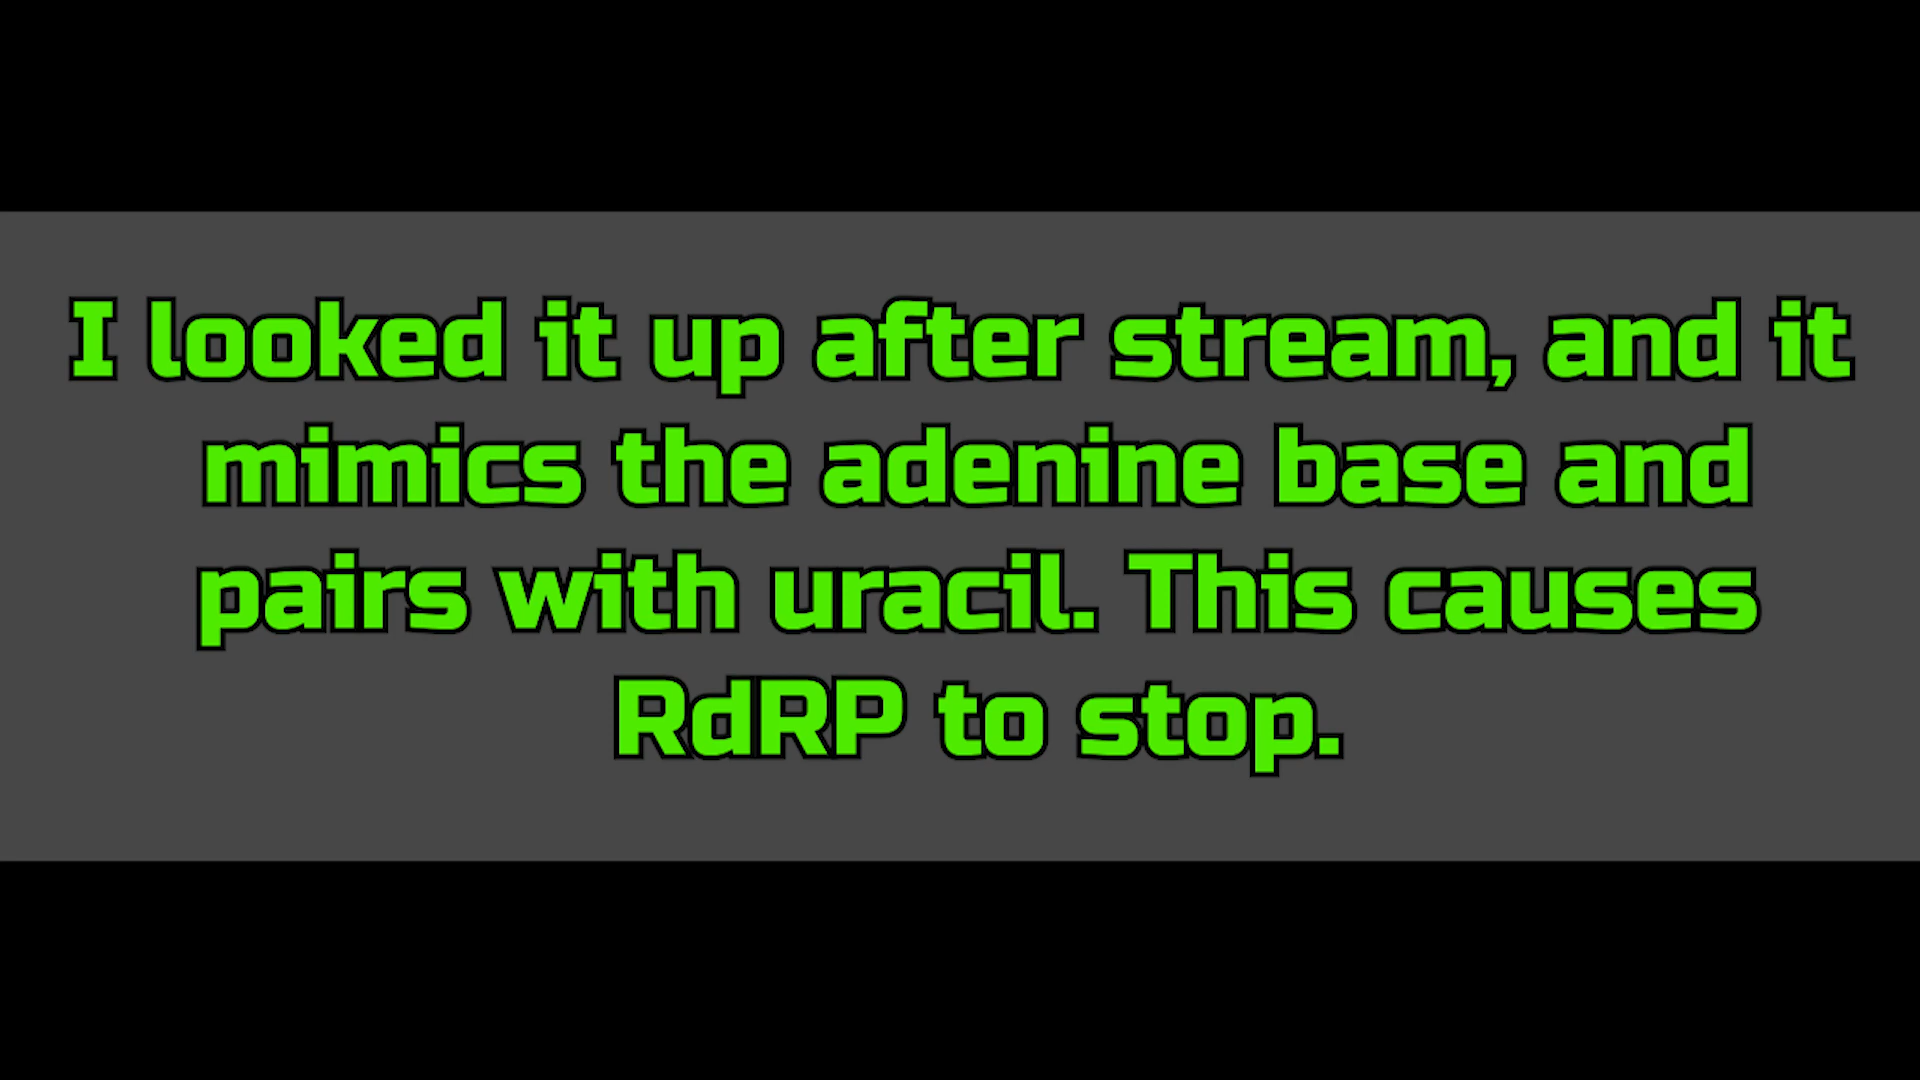 I looked it up after stream, and it
mimics the adenine base and
pairs with uracil. This causes
RdRP to stop.